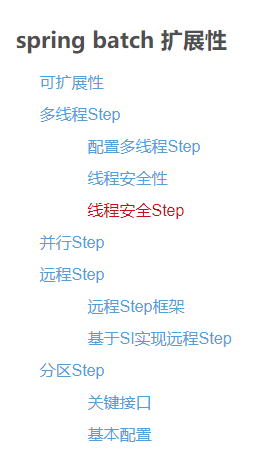 spring batch 扩展性
可扩展性
多线程Step
配置多线程Step
线程安全性
线程安全Step
并行Step
远程Step
远程Step框架
基于SI实现远程Step
分区Step
关键接口
基本配置